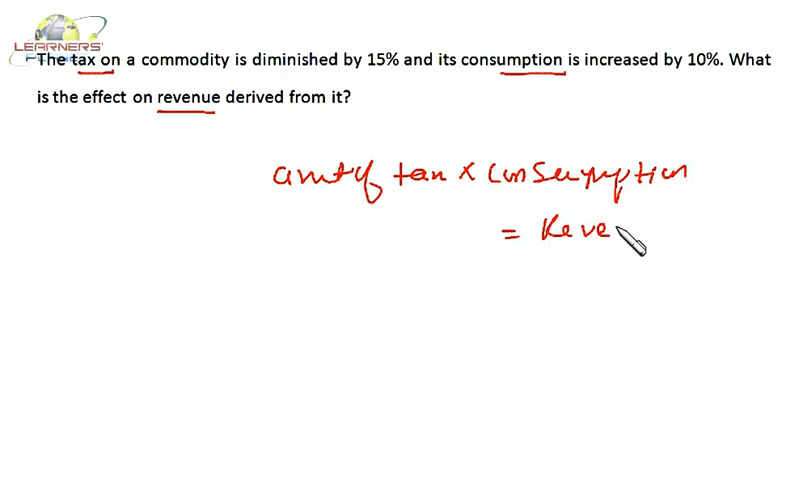 LEARNERS'
The tax on a commodity is diminished by 15% and its consumption is increased by 10%. What
is the effect on revenue derived from it?
amt of tax x Consumption
= Reve